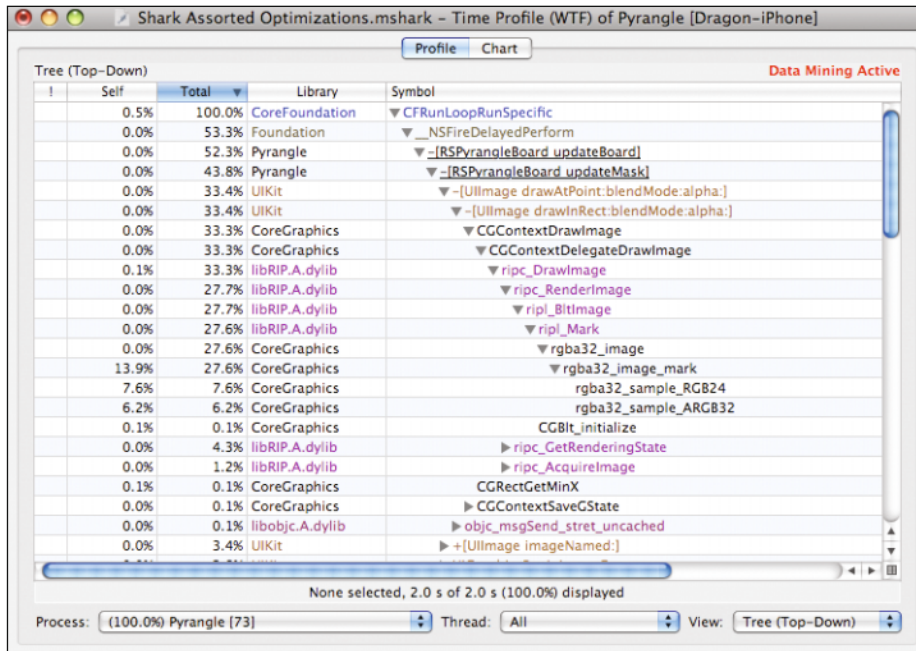 Shark Assorted Optimizations.mshark – Time Profile (WTF) of Pyrangle [Dragon-iPhone]
Profile Chart
Tree (Top-Down) Data Mining Active
! Self Total Library Symbol
0.5% 100.0% CoreFoundation CFRunLoopRunSpecific
0.0% 53.3% Foundation __NSFireDelayedPerform
0.0% 52.3% Pyrangle -[RSPyrangleBoard updateBoard]
0.0% 43.8% Pyrangle -[RSPyrangleBoard updateMask]
0.0% 33.4% UIKit -[UIImage drawAtPoint:blendMode:alpha:]
0.0% 33.4% UIKit -[UIImage drawInRect:blendMode:alpha:]
0.0% 33.3% CoreGraphics CGContextDrawImage
0.0% 33.3% CoreGraphics CGContextDelegateDrawImage
0.1% 33.3% libRIP.A.dylib ripc_DrawImage
0.0% 27.7% libRIP.A.dylib ripc_RenderImage
0.0% 27.7% libRIP.A.dylib ripl_BltImage
0.0% 27.6% libRIP.A.dylib ripl_Mark
0.0% 27.6% CoreGraphics rgba32_image
13.9% 27.6% CoreGraphics rgba32_image_mark
7.6% 7.6% CoreGraphics rgba32_sample_RGB24
6.2% 6.2% CoreGraphics rgba32_sample_ARGB32
0.1% 0.1% CoreGraphics CGBlt_initialize
0.0% 4.3% libRIP.A.dylib ripc_GetRenderingState
0.0% 1.2% libRIP.A.dylib ripc_AcquireImage
0.1% 0.1% CoreGraphics CGRectGetMinX
0.0% 0.1% CoreGraphics CGContextSaveGState
0.0% 0.1% libobjc.A.dylib objc_msgSend_stret_uncached
0.0% 3.4% UIKit +[UIImage imageNamed:]
None selected, 2.0 s of 2.0 s (100.0%) displayed
Process: (100.0%) Pyrangle [73] Thread: All View: Tree (Top-Down)